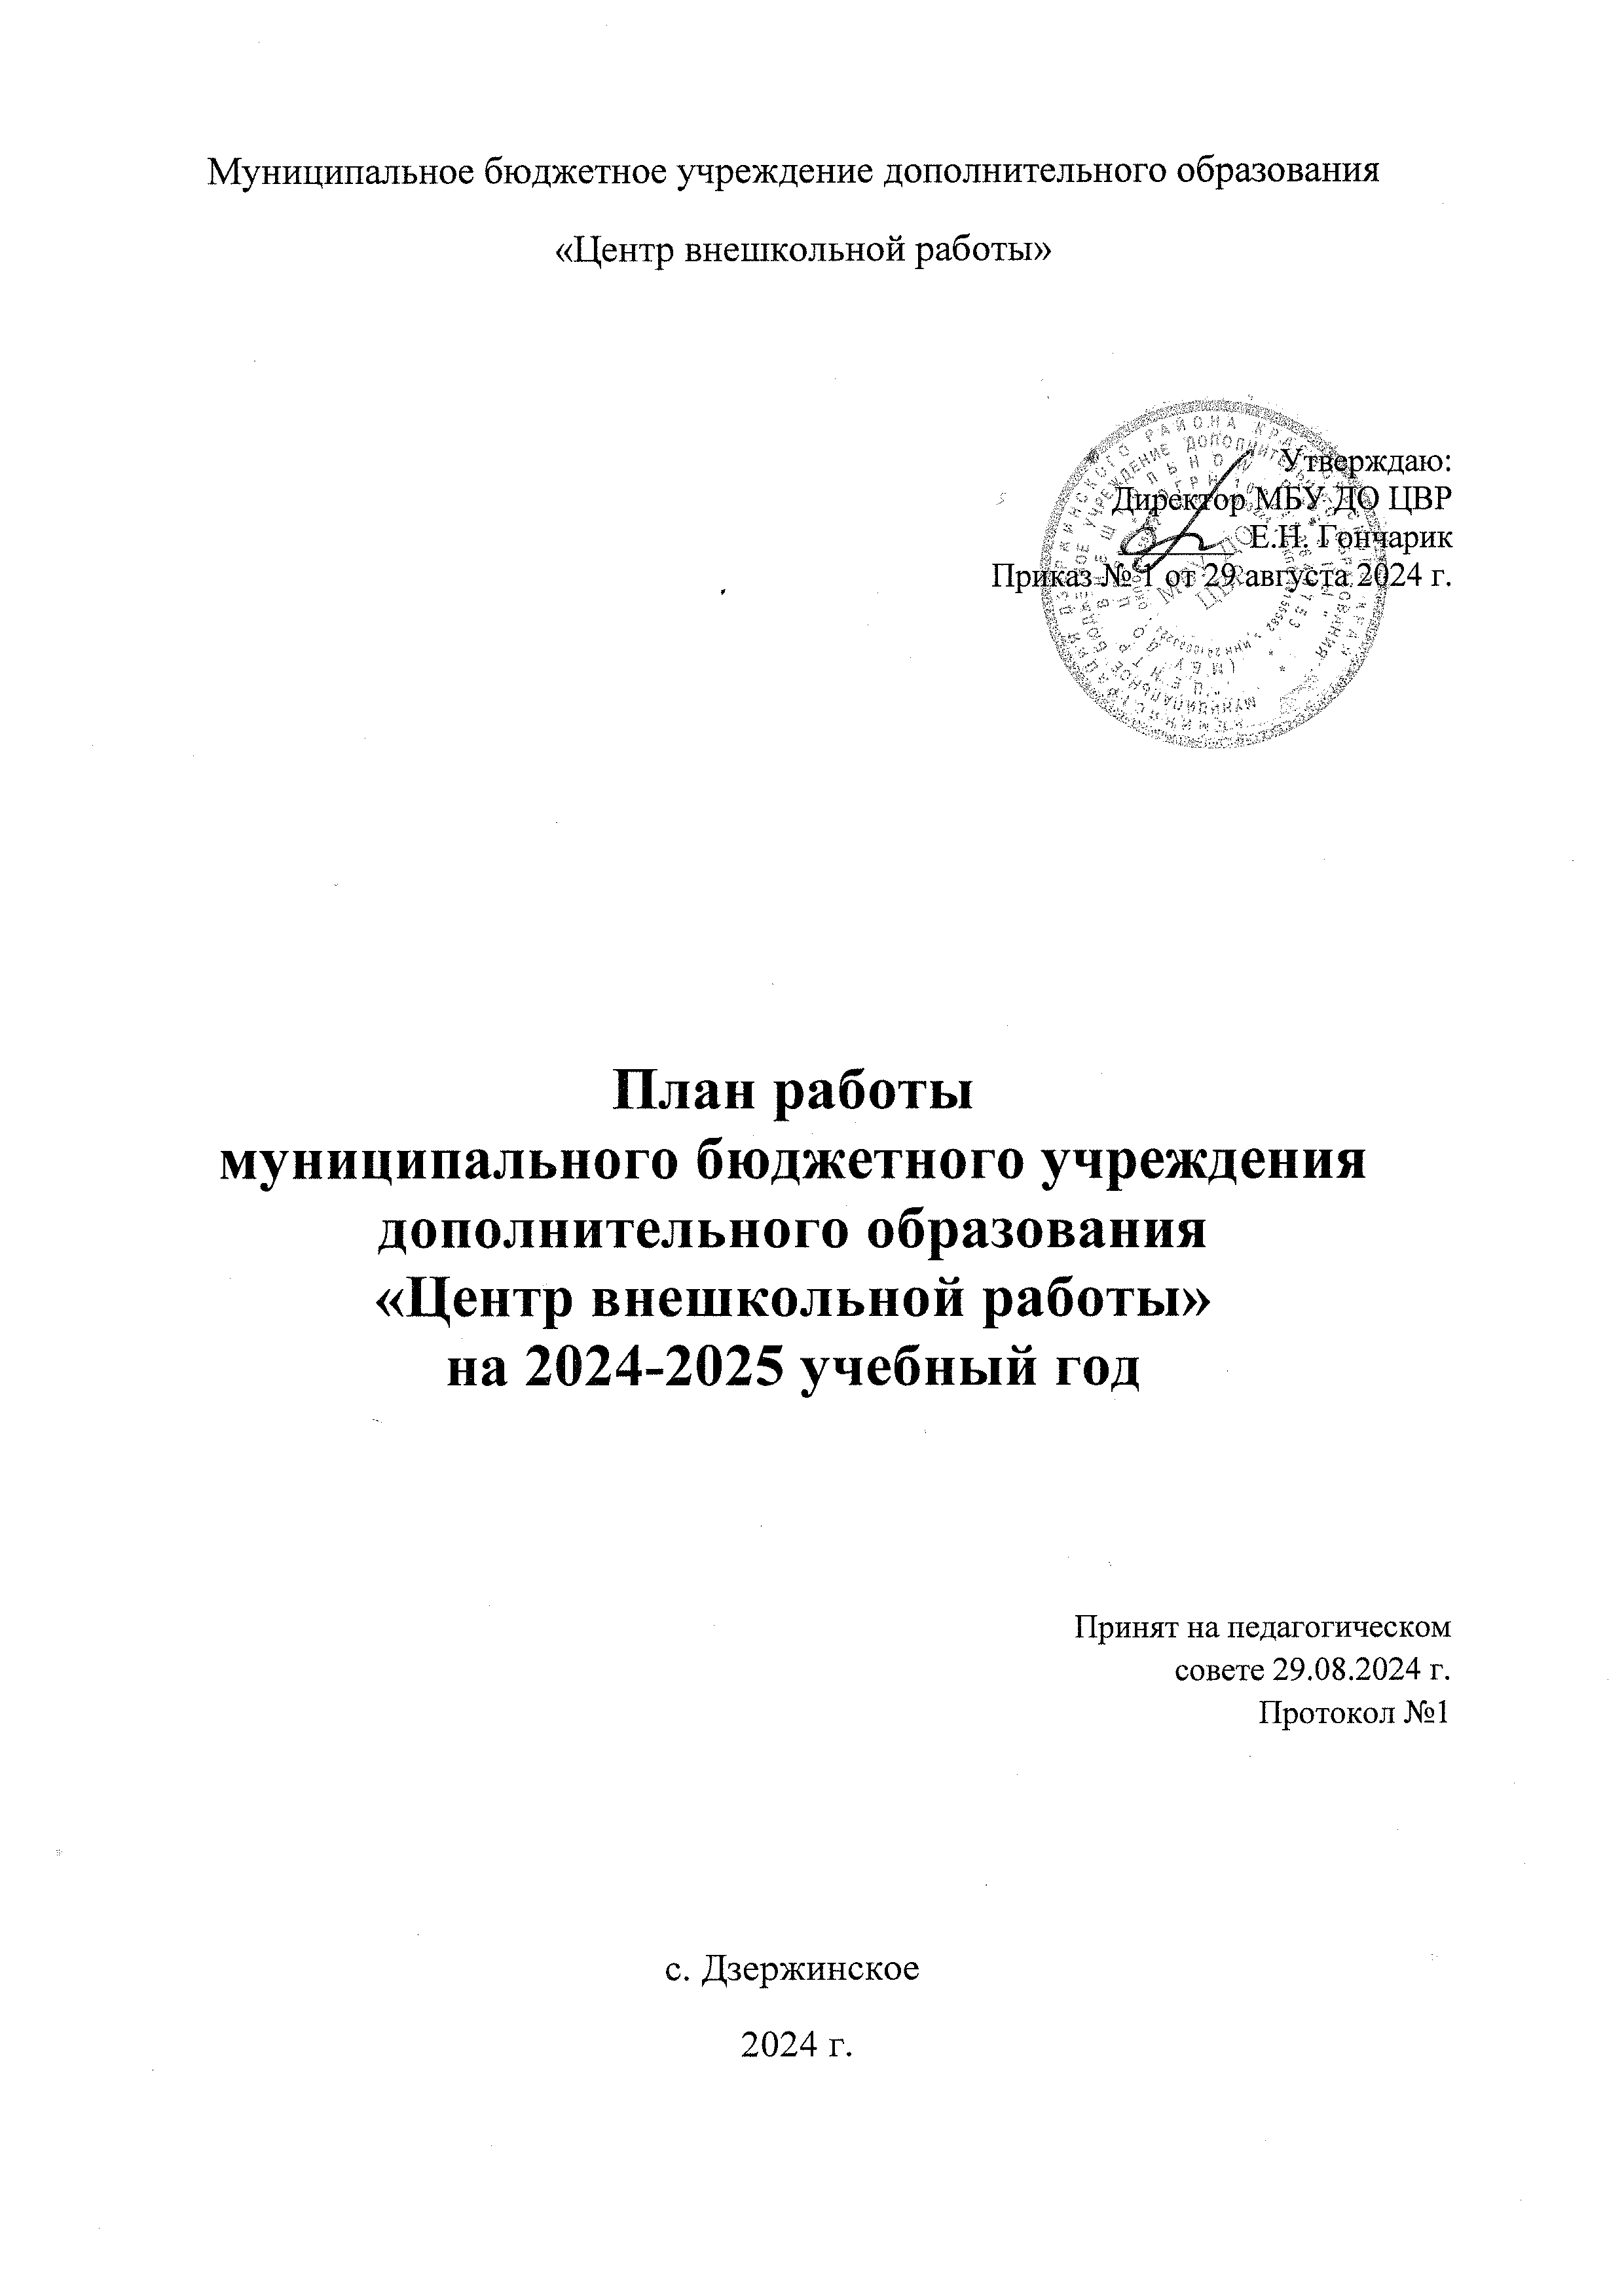 Муниципальное бюджетное учреждение дополнительного образования
«Центр внешкольной работы»
Утверждаю:
Директор МБУ ДО ЦВР
Е.Н. Гончарик
Приказ № 1 от 29 августа 2024 г.
План работы
муниципального бюджетного учреждения
дополнительного образования
«Центр внешкольной работы»
на 2024-2025 учебный год
Принят на педагогическом
совете 29.08.2024 г.
Протокол №1
с. Дзержинское
2024 г.